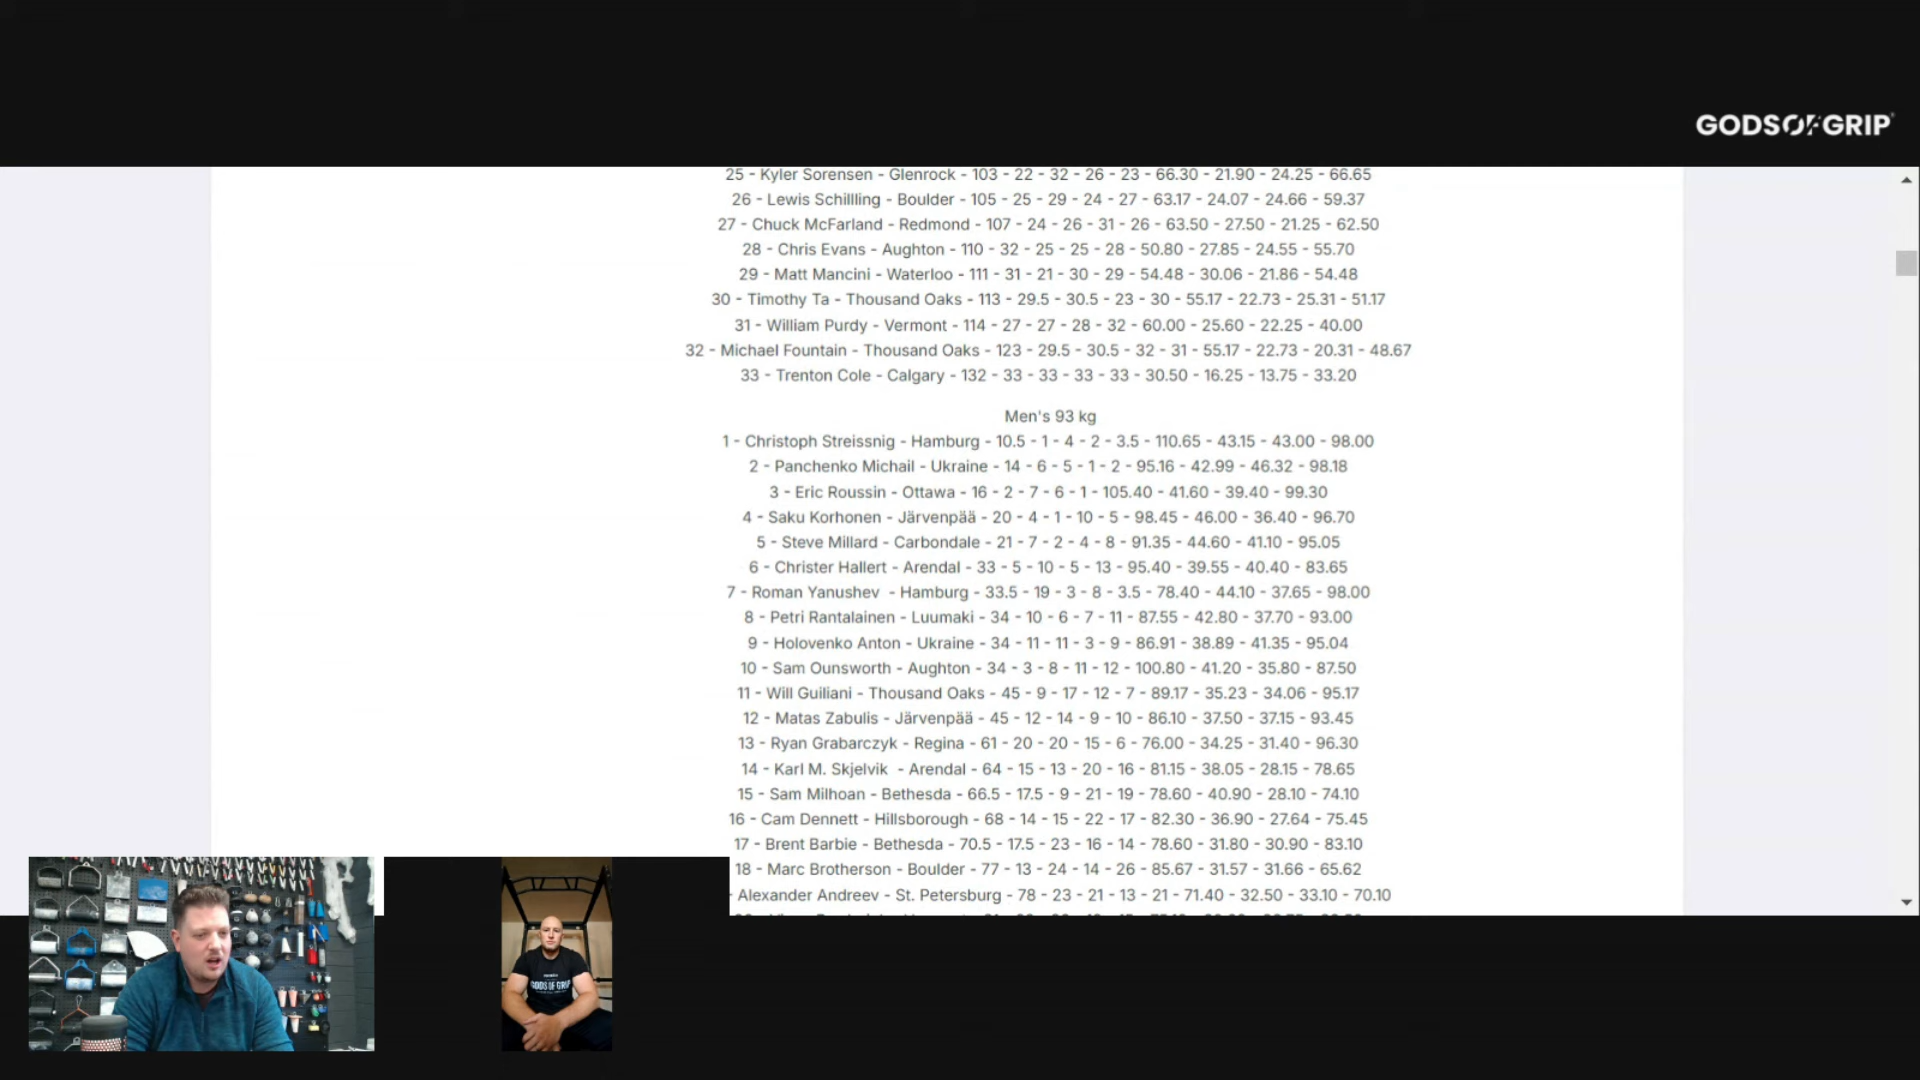 GODSOFGRIP
25 - Kyler Sorensen - Glenrock - 103 - 22 - 32 - 26 - 23 - 66.30 - 21.90 - 24.25 - 66.65
26 - Lewis Schillling - Boulder - 105 - 25 - 29 - 24 - 27 - 63.17 - 24.07 - 24.66 - 59.37
27 - Chuck McFarland - Redmond - 107 - 24 - 26 - 31 - 26 - 63.50 - 27.50 - 21.25 - 62.50
28 - Chris Evans - Aughton - 110 - 32 - 25 - 25 - 28 - 50.80 - 27.85 - 24.55 - 55.70
29 - Matt Mancini - Waterloo - 111 - 31 - 21 - 30 - 29 - 54.48 - 30.06 - 21.86 - 54.48
30 - Timothy Ta - Thousand Oaks - 113 - 29.5 - 30.5 - 23 - 30 - 55.17 - 22.73 - 25.31 - 51.17
31 - William Purdy - Vermont - 114 - 27 - 27 - 28 - 32 - 60.00 - 25.60 - 22.25 - 40.00
32 - Michael Fountain - Thousand Oaks - 123 - 29.5 - 30.5 - 32 - 31 - 55.17 - 22.73 - 20.31 - 48.67
33 - Trenton Cole - Calgary - 132 - 33 - 33 - 33 - 33 - 30.50 - 16.25 - 13.75 - 33.20
Men's 93 kg
1 - Christoph Streissnig - Hamburg - 10.5 - 1 - 4 - 2 - 3.5 - 110.65 - 43.15 - 43.00 - 98.00
2 - Panchenko Michail - Ukraine - 14 - 6 - 5 - 1 - 2 - 95.16 - 42.99 - 46.32 - 98.18
3 - Eric Roussin - Ottawa - 16 - 2 - 7 - 6 - 1 - 105.40 - 41.60 - 39.40 - 99.30
4 - Saku Korhonen - Järvenpää - 20 - 4 - 1 - 10 - 5 - 98.45 - 46.00 - 36.40 - 96.70
5 - Steve Millard - Carbondale - 21 - 7 - 2 - 4 - 8 - 91.35 - 44.60 - 41.10 - 95.05
6 - Christer Hallert - Arendal - 33 - 5 - 10 - 5 - 13 - 95.40 - 39.55 - 40.40 - 83.65
7 - Roman Yanushev - Hamburg - 33.5 - 19 - 3 - 8 - 3.5 - 78.40 - 44.10 - 37.65 - 98.00
8 - Petri Rantalainen - Luumaki - 34 - 10 - 6 - 7 - 11 - 87.55 - 42.80 - 37.70 - 93.00
9 - Holovenko Anton - Ukraine - 34 - 11 - 11 - 3 - 9 - 86.91 - 38.89 - 41.35 - 95.04
10 - Sam Ounsworth - Aughton - 34 - 3 - 8 - 11 - 12 - 100.80 - 41.20 - 35.80 - 87.50
11 - Will Guiliani - Thousand Oaks - 45 - 9 - 17 - 12 - 7 - 89.17 - 35.23 - 34.06 - 95.17
12 - Matas Zabulis - Järvenpää - 45 - 12 - 14 - 9 - 10 - 86.10 - 37.50 - 37.15 - 93.45
13 - Ryan Grabarczyk - Regina - 61 - 20 - 20 - 15 - 6 - 76.00 - 34.25 - 31.40 - 96.30
14 - Karl M. Skjelvik - Arendal - 64 - 15 - 13 - 20 - 16 - 81.15 - 38.05 - 28.15 - 78.65
15 - Sam Milhoan - Bethesda - 66.5 - 17.5 - 9 - 21 - 19 - 78.60 - 40.90 - 28.10 - 74.10
16 - Cam Dennett - Hillsborough - 68 - 14 - 15 - 22 - 17 - 82.30 - 36.90 - 27.64 - 75.45
17 - Brent Barbie - Bethesda - 70.5 - 17.5 - 23 - 16 - 14 - 78.60 - 31.80 - 30.90 - 83.10
18 - Marc Brotherson - Boulder - 77 - 13 - 24 - 14 - 26 - 85.67 - 31.57 - 31.66 - 65.62
- Alexander Andreev - St. Petersburg - 78 - 23 - 21 - 13 - 21 - 71.40 - 32.50 - 33.10 - 70.10
GODS OF GRIP